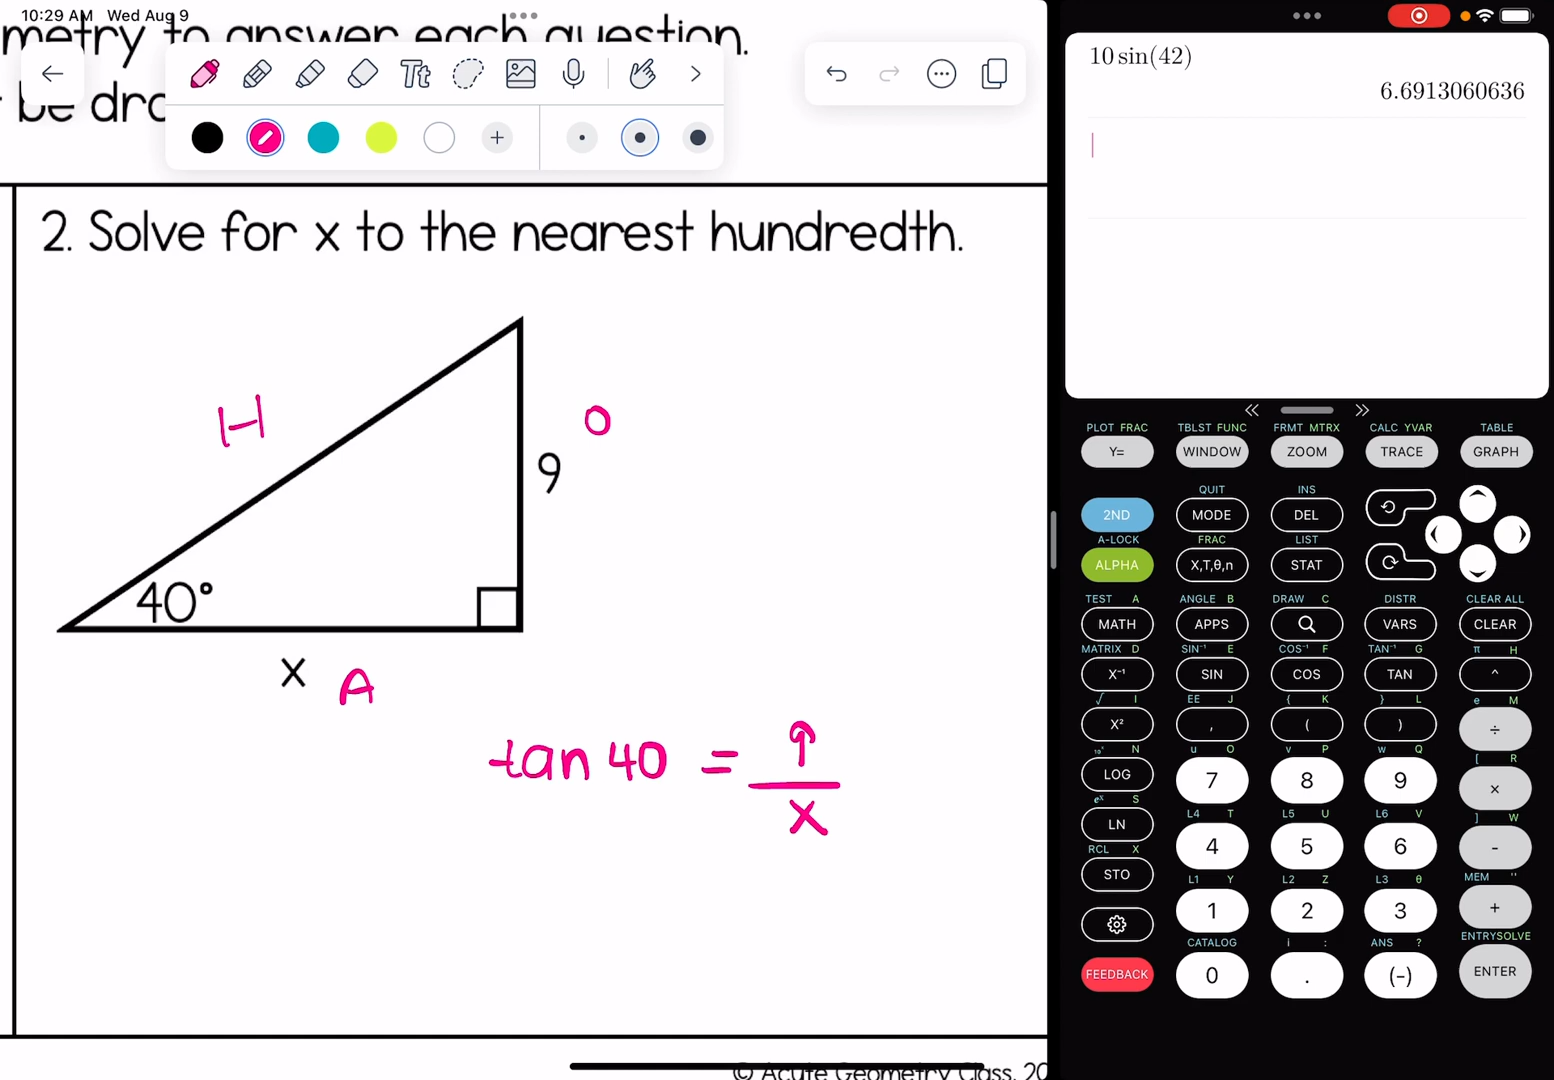 10:29 AM Wed Aug 9
metry to answer each question.
be dra
Tt
2. Solve for x to the nearest hundredth.
H
O
9
40°
x A
tan 40 = 9
x
© Acute Geometry Class, 20
10 sin(42)
6.6913060636
PLOT FRAC TBLST FUNC FRMT MTRX CALC YVAR TABLE
Y= WINDOW ZOOM TRACE GRAPH
QUIT INS
2ND MODE DEL
A-LOCK FRAC LIST
ALPHA X,T,θ,n STAT
TEST A ANGLE B DRAW C DISTR CLEAR ALL
MATH APPS VARS CLEAR
MATRIX D SIN⁻¹ E COS⁻¹ F TAN⁻¹ G π H
X⁻¹ SIN COS TAN ^
√ I EE J { K } L e M
X² , ( ) ÷
10ˣ N u O v P w Q [ R
LOG 7 8 9 ×
eˣ S L4 T L5 U L6 V ] W
LN 4 5 6 -
RCL X L1 Y L2 Z L3 θ MEM "
STO 1 2 3 +
CATALOG i : ANS ? ENTRYSOLVE
FEEDBACK 0 . (-) ENTER